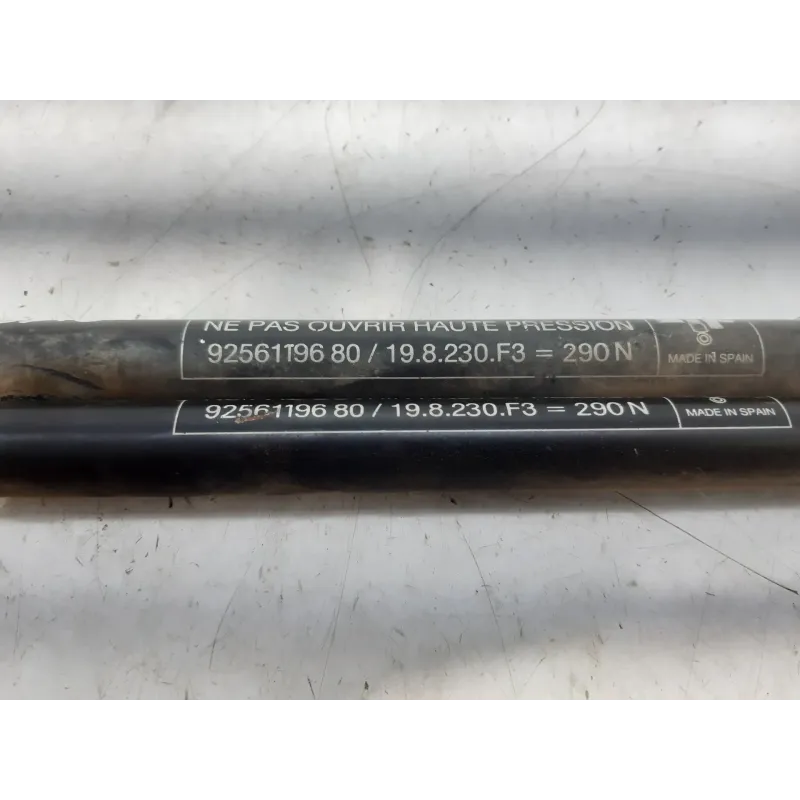 NE PAS OUVRIR HAUTE PRESSION
92561196 80 / 19.8.230.F3 = 290 N
MADE IN SPAIN
92561196 80 / 19.8.230.F3 = 290 N
MADE IN SPAIN